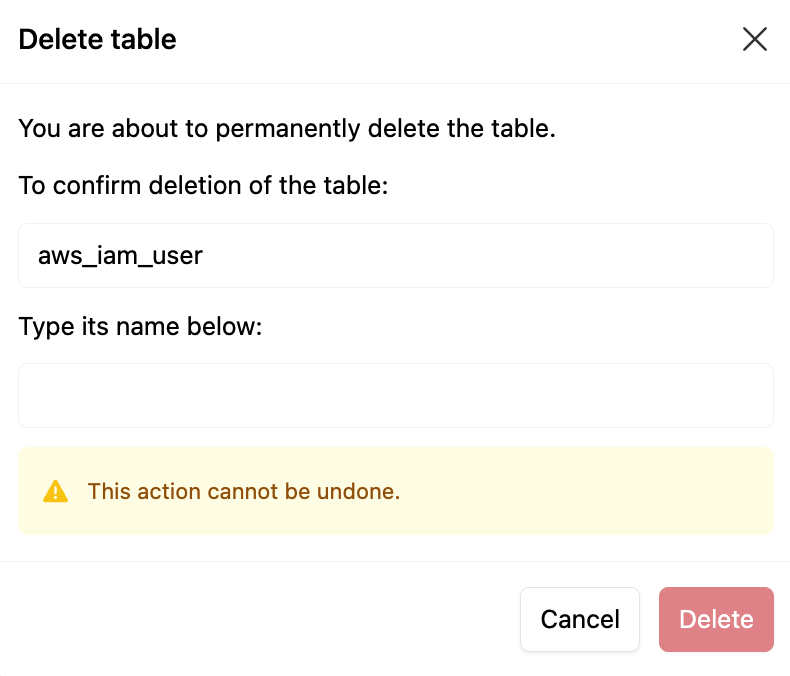 Delete table
You are about to permanently delete the table.
To confirm deletion of the table:
aws_iam_user
Type its name below:
This action cannot be undone.
Cancel
Delete